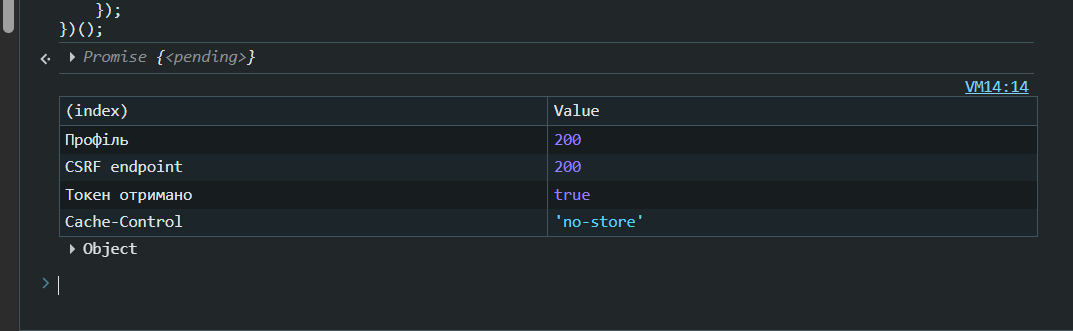 });
})();
Promise {<pending>}
VM14:14
(index) Value
Профіль 200
CSRF endpoint 200
Токен отримано true
Cache-Control 'no-store'
Object